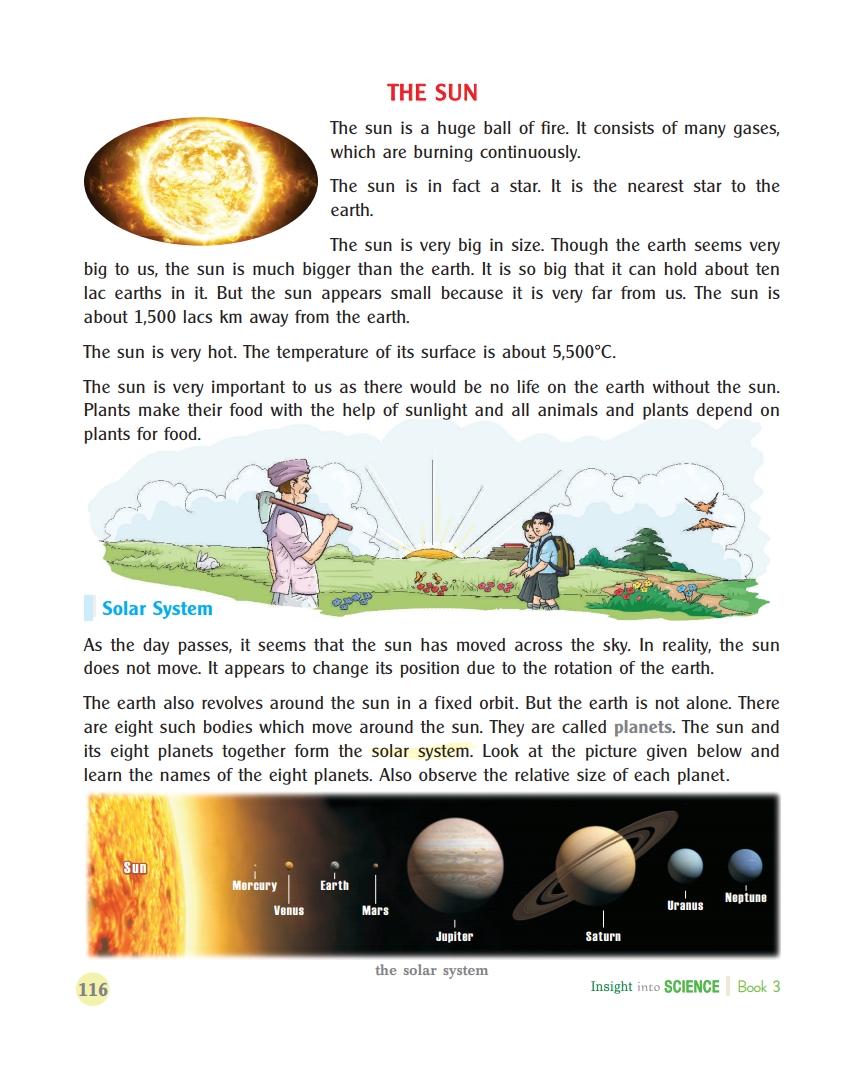 THE SUN
The sun is a huge ball of fire. It consists of many gases,
which are burning continuously.
The sun is in fact a star. It is the nearest star to the
earth.
The sun is very big in size. Though the earth seems very
big to us, the sun is much bigger than the earth. It is so big that it can hold about ten
lac earths in it. But the sun appears small because it is very far from us. The sun is
about 1,500 lacs km away from the earth.
The sun is very hot. The temperature of its surface is about 5,500°C.
The sun is very important to us as there would be no life on the earth without the sun.
Plants make their food with the help of sunlight and all animals and plants depend on
plants for food.
Solar System
As the day passes, it seems that the sun has moved across the sky. In reality, the sun
does not move. It appears to change its position due to the rotation of the earth.
The earth also revolves around the sun in a fixed orbit. But the earth is not alone. There
are eight such bodies which move around the sun. They are called planets. The sun and
its eight planets together form the solar system. Look at the picture given below and
learn the names of the eight planets. Also observe the relative size of each planet.
Sun
Mercury
Venus
Earth
Mars
Jupiter
Saturn
Uranus
Neptune
the solar system
116
Insight into SCIENCE Book 3